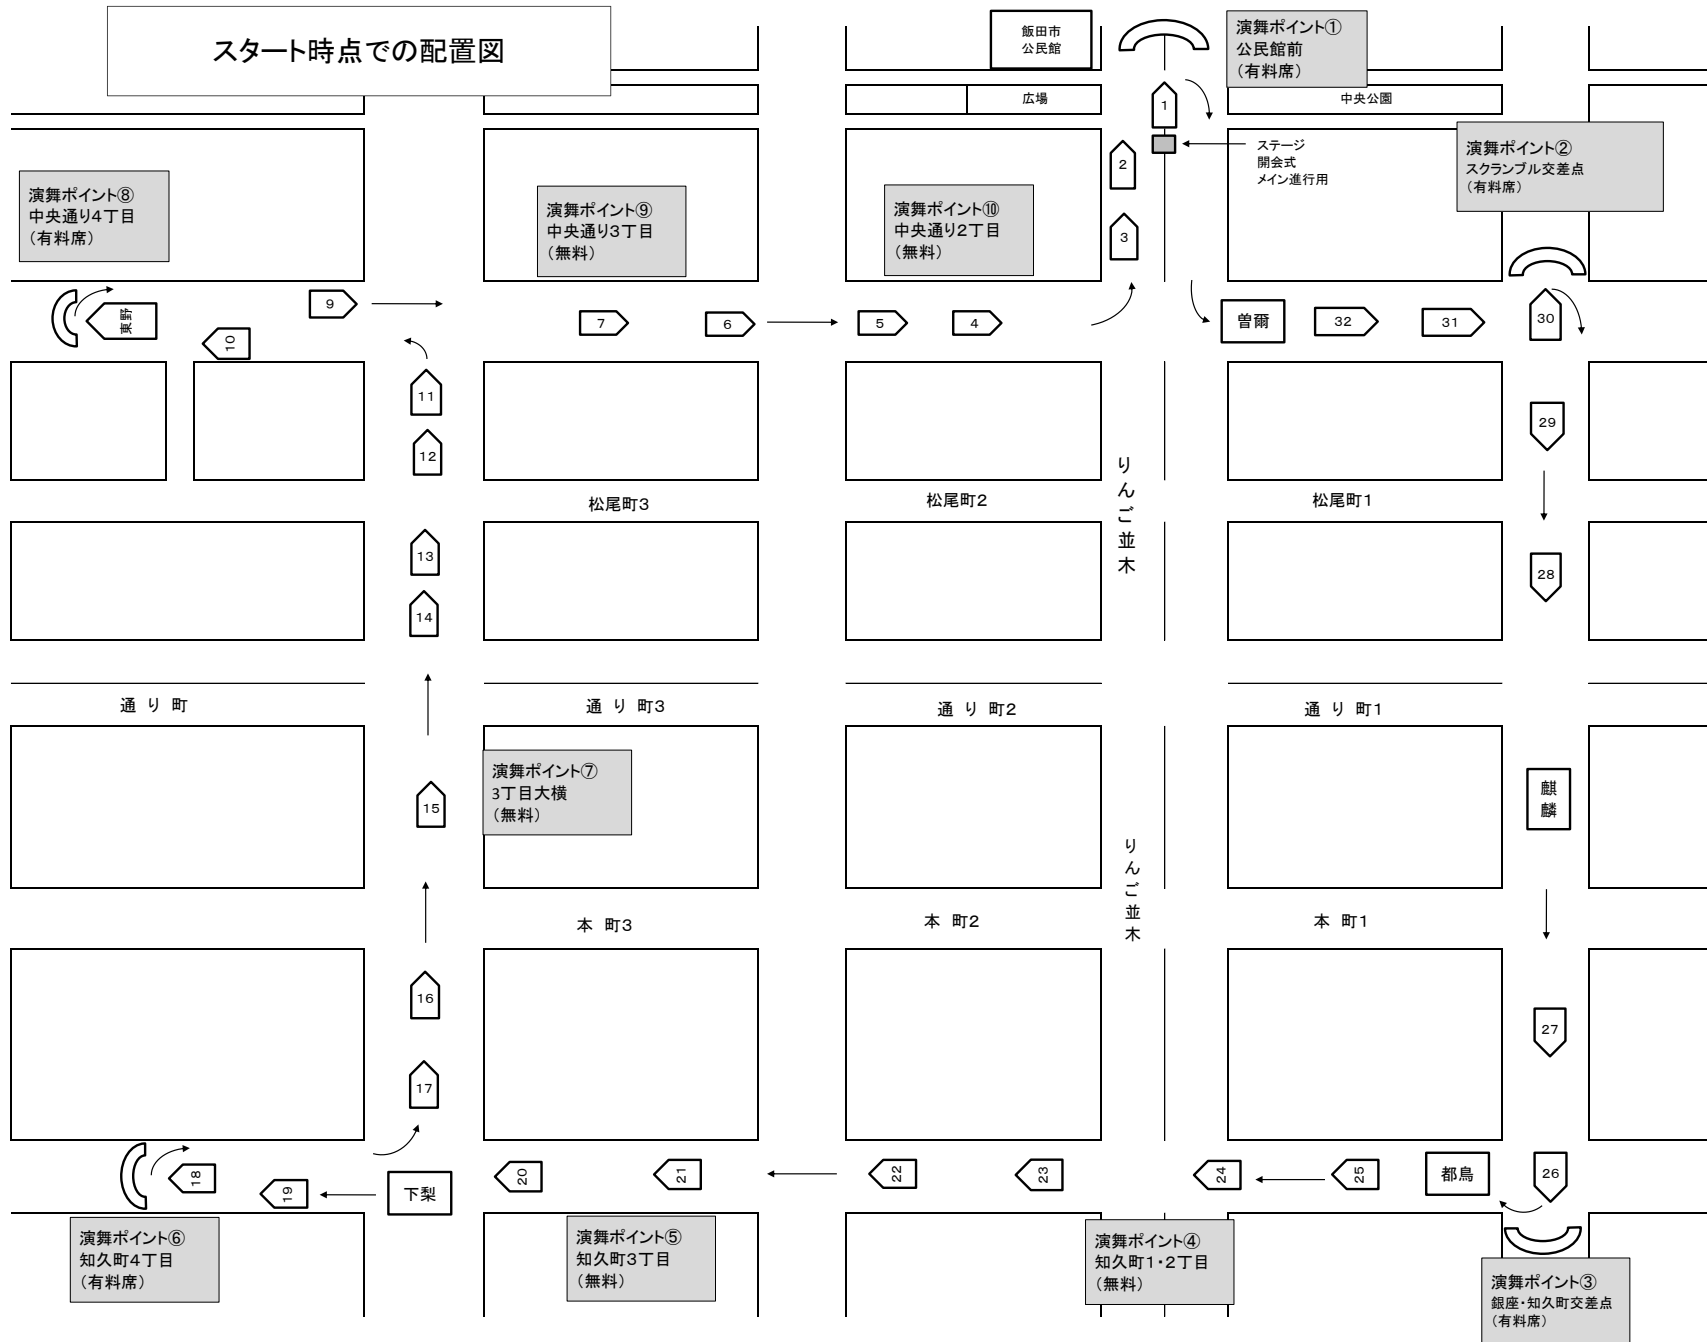 スタート時点での配置図
飯田市
公民館
演舞ポイント①
公民館前
(有料席)
広場
1
中央公園
2
ステージ
開会式
メイン進行用
演舞ポイント②
スクランブル交差点
(有料席)
演舞ポイント⑧
中央通り4丁目
(有料席)
演舞ポイント⑨
中央通り3丁目
(無料)
演舞ポイント⑩
中央通り2丁目
(無料)
3
東野
9
10
7
6
5
4
曽爾
32
31
30
11
12
29
りんご並木
松尾町3
松尾町2
松尾町1
13
14
28
通り町
通り町3
通り町2
通り町1
演舞ポイント⑦
3丁目大横
(無料)
15
麒麟
りんご並木
本町3
本町2
本町1
16
27
17
18
19
下梨
20
21
22
23
24
25
都鳥
26
演舞ポイント⑥
知久町4丁目
(有料席)
演舞ポイント⑤
知久町3丁目
(無料)
演舞ポイント④
知久町1・2丁目
(無料)
演舞ポイント③
銀座・知久町交差点
(有料席)